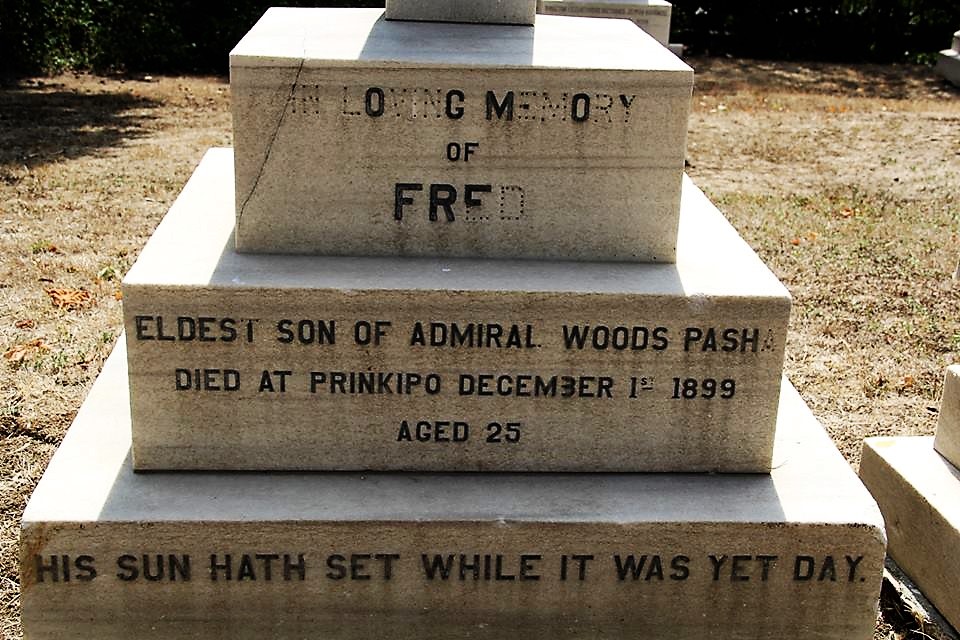 IN LOVING MEMORY
OF
FRED
ELDEST SON OF ADMIRAL WOODS PASHA
DIED AT PRINKIPO DECEMBER 1ST 1899
AGED 25
HIS SUN HATH SET WHILE IT WAS YET DAY.